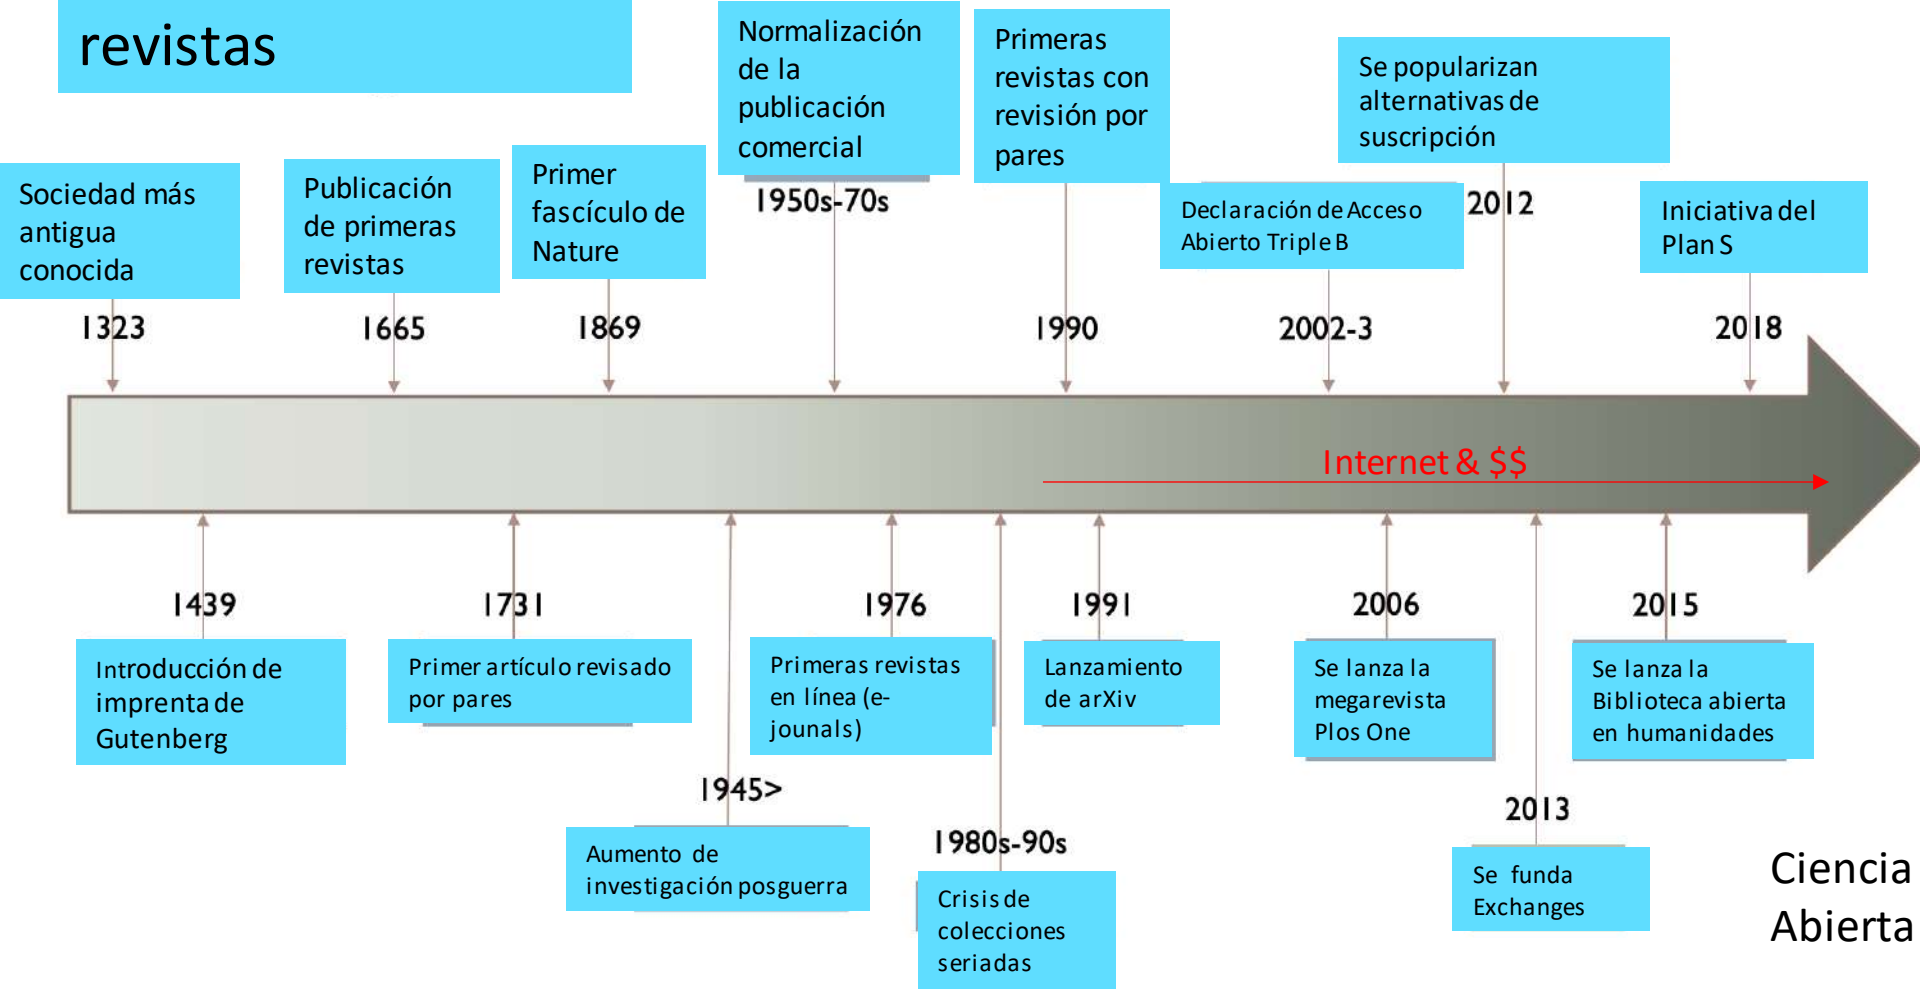 revistas
Normalización
de la
publicación
comercial
1950s-70s
Primeras
revistas con
revisión por
pares
1990
Se popularizan
alternativas de
suscripción
2012
Sociedad más
antigua
conocida
1323
Publicación
de primeras
revistas
1665
Primer
fascículo de
Nature
1869
Declaración de Acceso
Abierto Triple B
2002-3
Iniciativa del
Plan S
2018
Internet & $$
1439
Introducción de
imprenta de
Gutenberg
1731
Primer artículo revisado
por pares
1945>
Aumento de
investigación posguerra
1976
Primeras revistas
en línea (e-
jounals)
1980s-90s
Crisis de
colecciones
seriadas
1991
Lanzamiento
de arXiv
2006
Se lanza la
megarevista
Plos One
2013
Se funda
Exchanges
2015
Se lanza la
Biblioteca abierta
en humanidades
Ciencia
Abierta